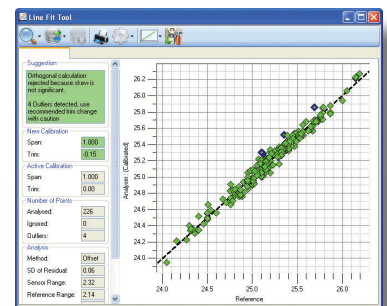 Line Fit Tool
Suggestion
Orthogonal calculation
rejected because skew is
not significant.
4 Outliers detected, use
recommended trim change
with caution
New Calibration
Span: 1.000
Trim: -0.15
Active Calibration
Span: 1.000
Trim: 0.00
Number of Points
Analysed: 226
Ignored: 0
Outliers: 4
Analysis
Method: Offset
SD of Residual: 0.06
Sensor Range: 2.32
Reference Range: 2.14
Analyser (Calibrated)
26.2
26.0
25.8
25.6
25.4
25.2
25.0
24.8
24.6
24.4
24.2
24.0
24.0 24.5 25.0 25.5 26.0
Reference